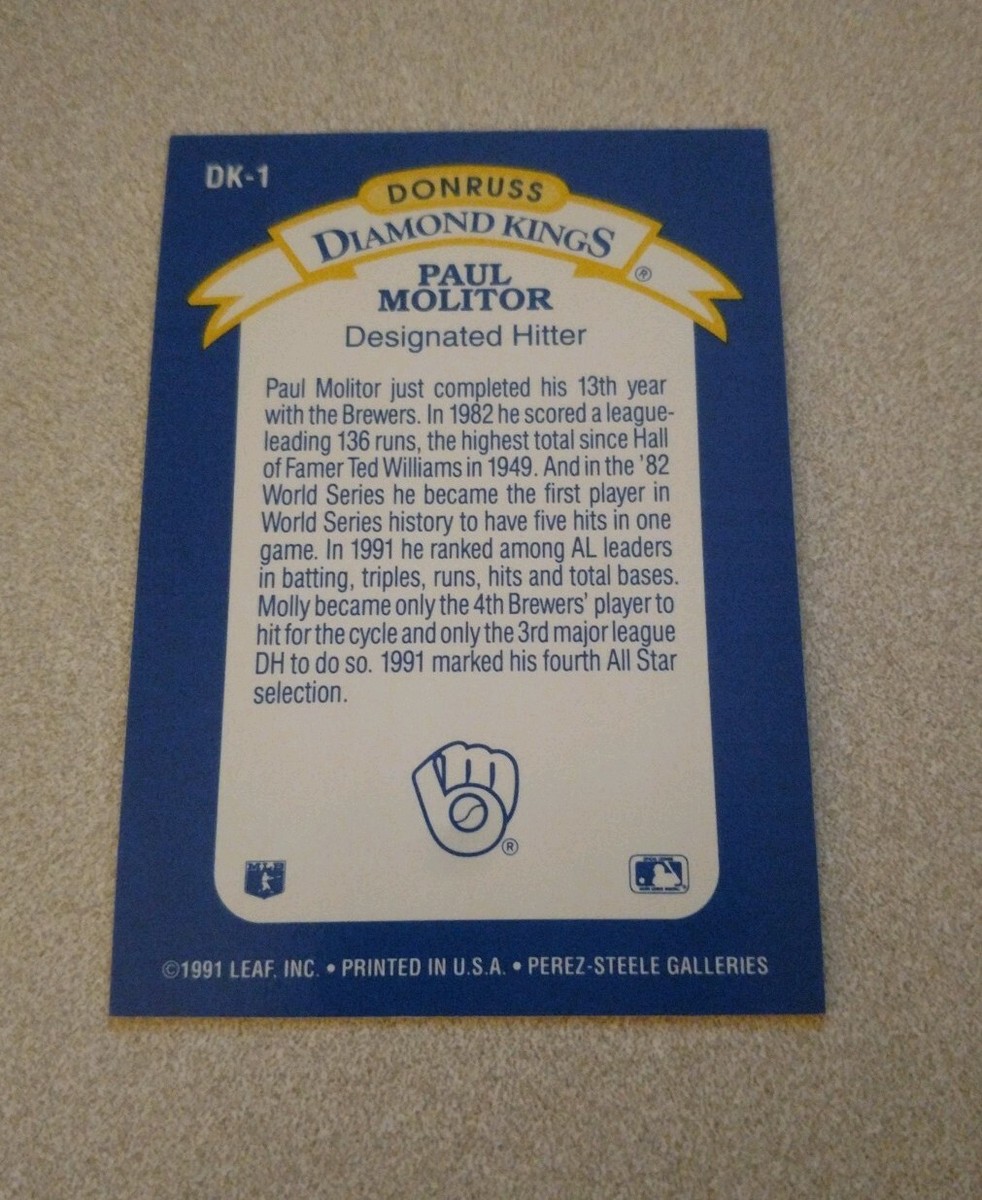 DK-1
DONRUSS
DIAMOND KINGS
®
PAUL
MOLITOR
Designated Hitter
Paul Molitor just completed his 13th year
with the Brewers. In 1982 he scored a league-
leading 136 runs, the highest total since Hall
of Famer Ted Williams in 1949. And in the '82
World Series he became the first player in
World Series history to have five hits in one
game. In 1991 he ranked among AL leaders
in batting, triples, runs, hits and total bases.
Molly became only the 4th Brewers' player to
hit for the cycle and only the 3rd major league
DH to do so. 1991 marked his fourth All Star
selection.
®
MLB
©1991 LEAF, INC. • PRINTED IN U.S.A. • PEREZ-STEELE GALLERIES